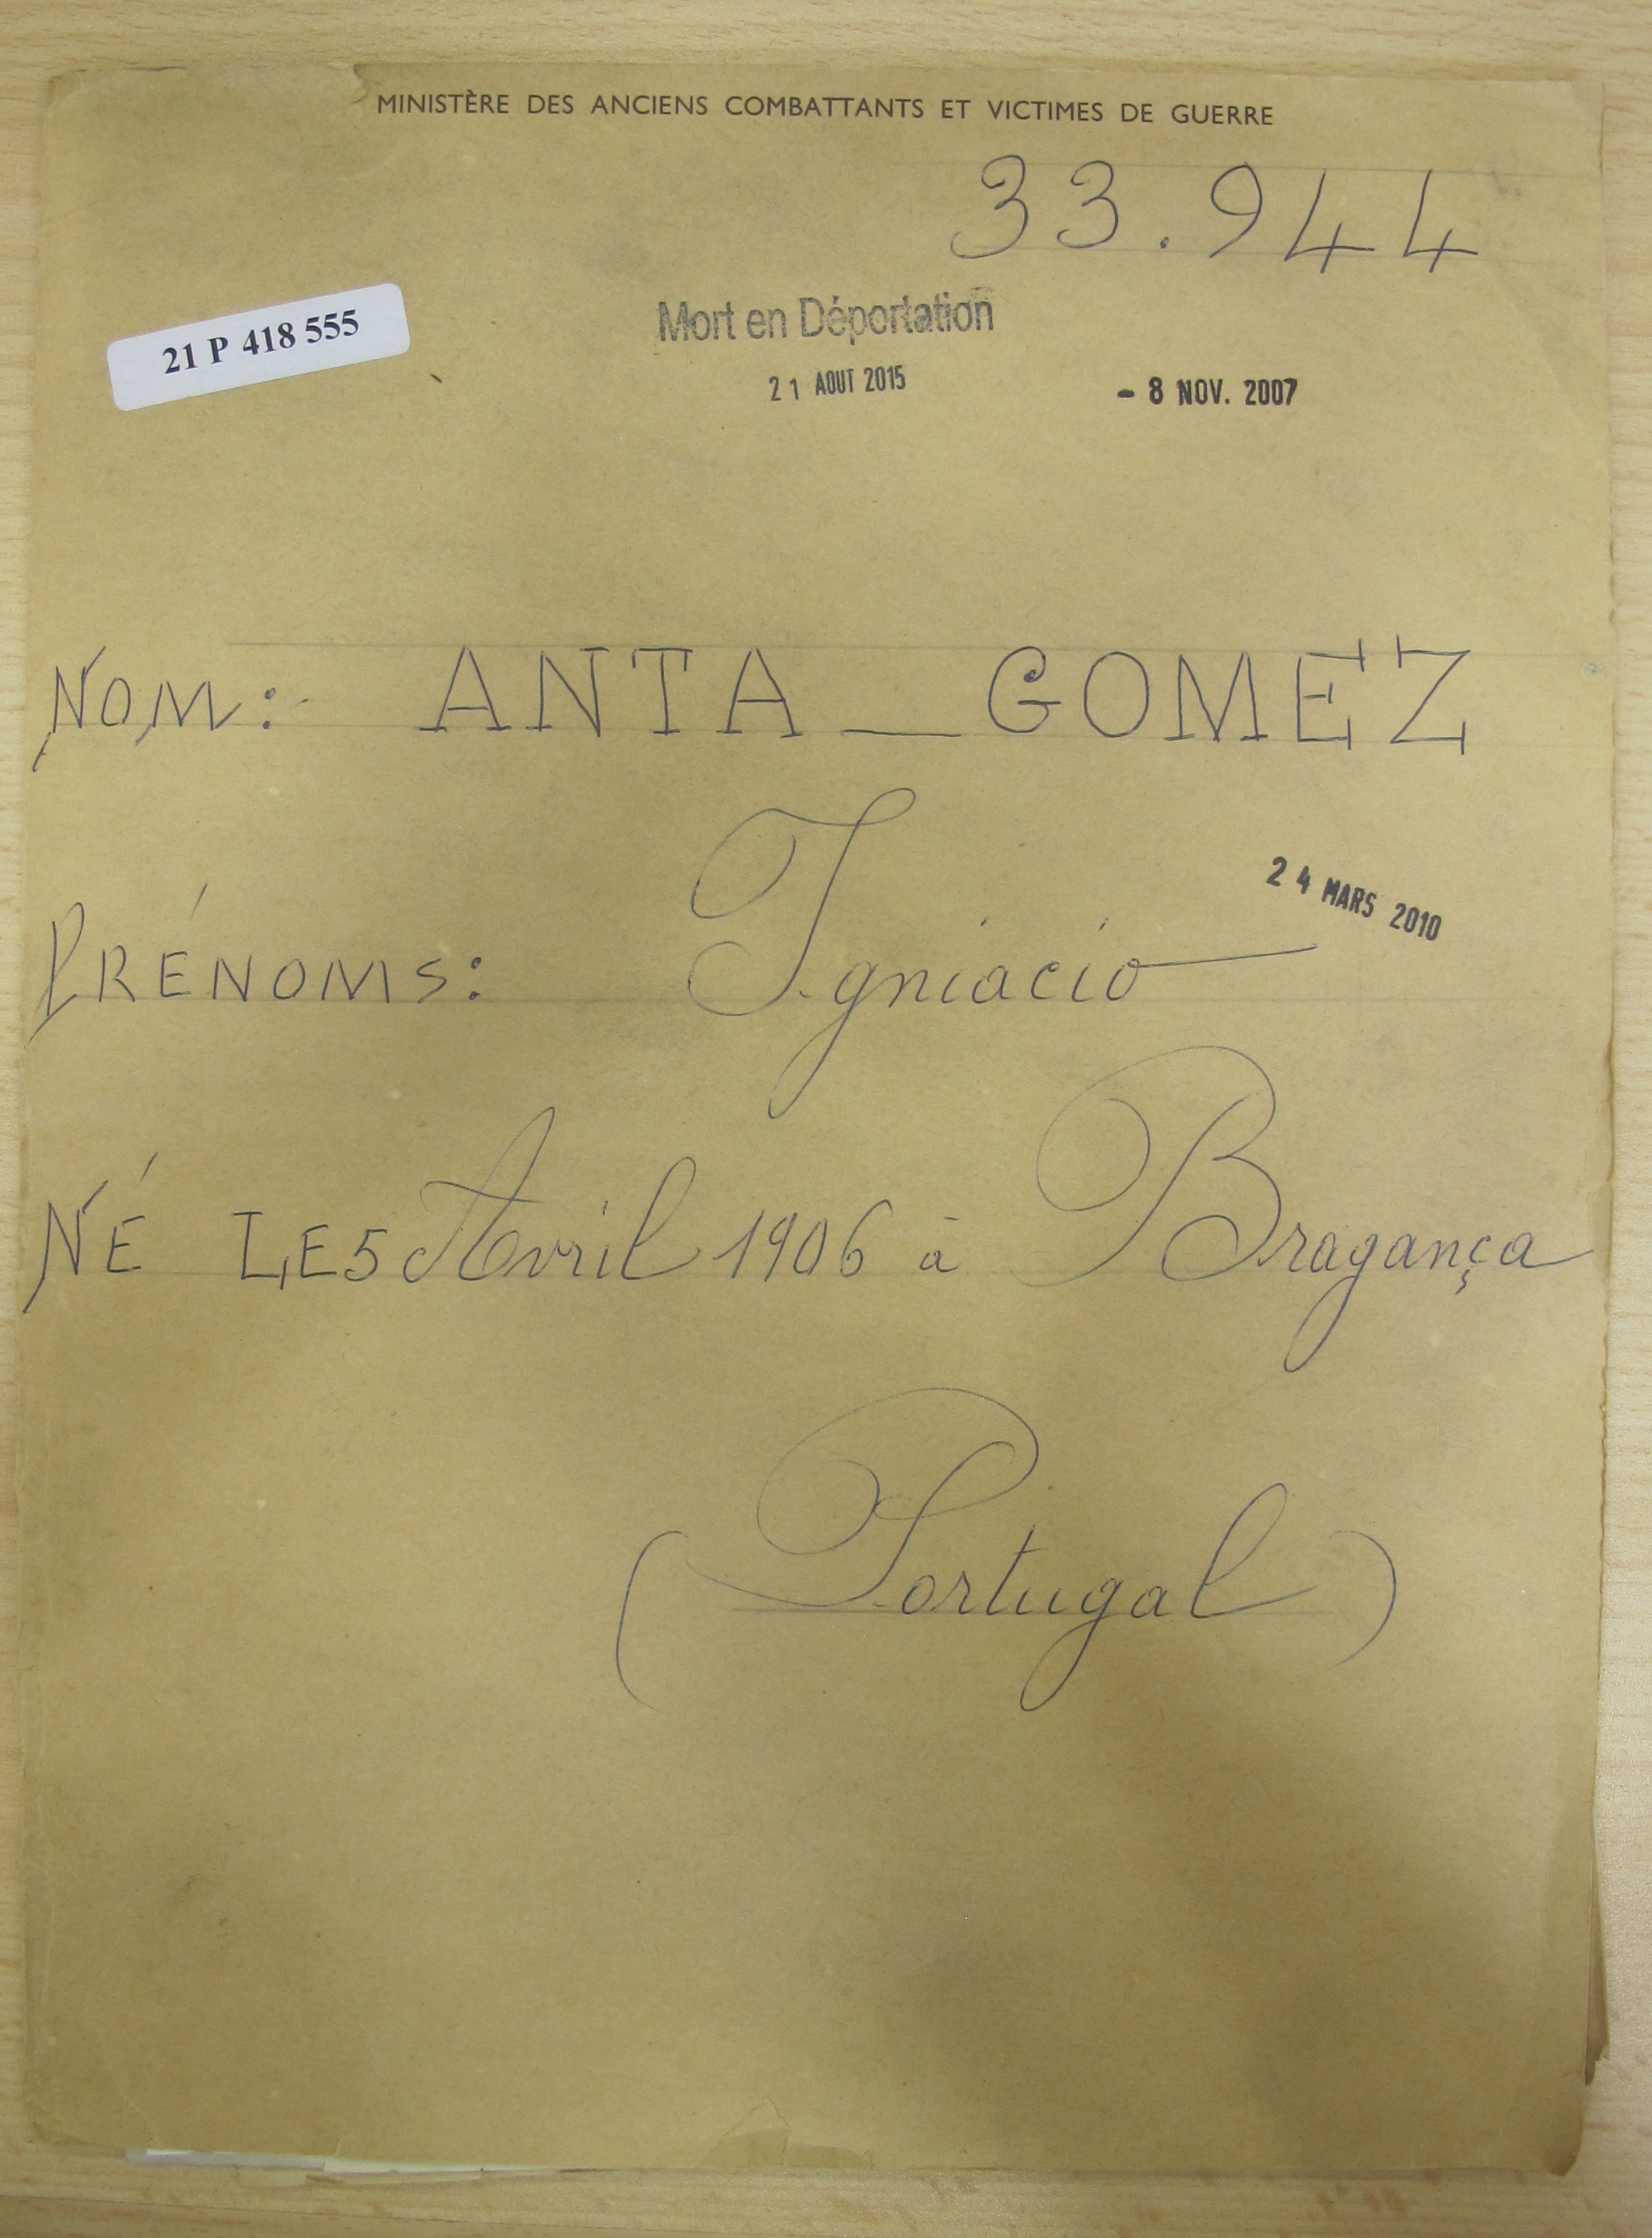 MINISTÈRE DES ANCIENS COMBATTANTS ET VICTIMES DE GUERRE
33.944
21 P 418 555
Mort en Déportation
21 AOUT 2015
- 8 NOV. 2007
NOM: ANTA _ GOMEZ
24 MARS 2010
PRÉNOMS: Igniacio
NÉ LE 5 Avril 1906 à Bragança
(Portugal)